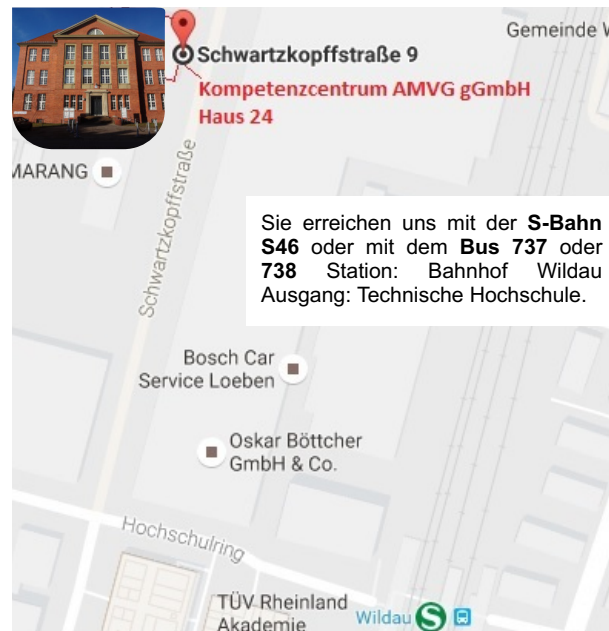 Gemeinde W
Schwartzkopffstraße 9
Kompetenzcentrum AMVG gGmbH
Haus 24
MARANG
Schwartzkopffstraße
Sie erreichen uns mit der S-Bahn
S46 oder mit dem Bus 737 oder
738 Station: Bahnhof Wildau
Ausgang: Technische Hochschule.
Bosch Car
Service Loeben
Oskar Böttcher
GmbH & Co.
Hochschulring
TÜV Rheinland
Akademie
Wildau S